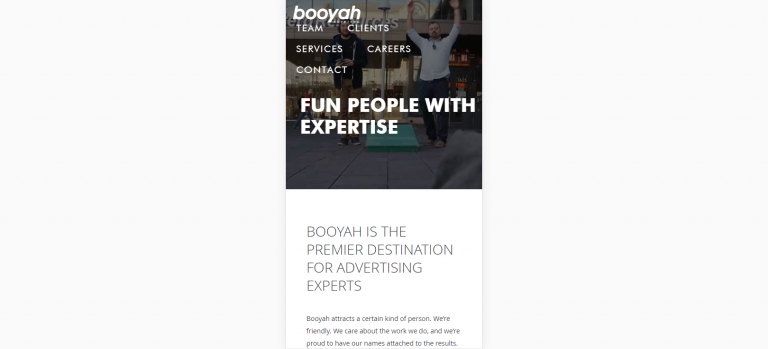 booyah
TEAM CLIENTS
SERVICES CAREERS
CONTACT
FUN PEOPLE WITH
EXPERTISE
BOOYAH IS THE
PREMIER DESTINATION
FOR ADVERTISING
EXPERTS
Booyah attracts a certain kind of person. We're
friendly. We care about the work we do, and we're
proud to have our names attached to the results.